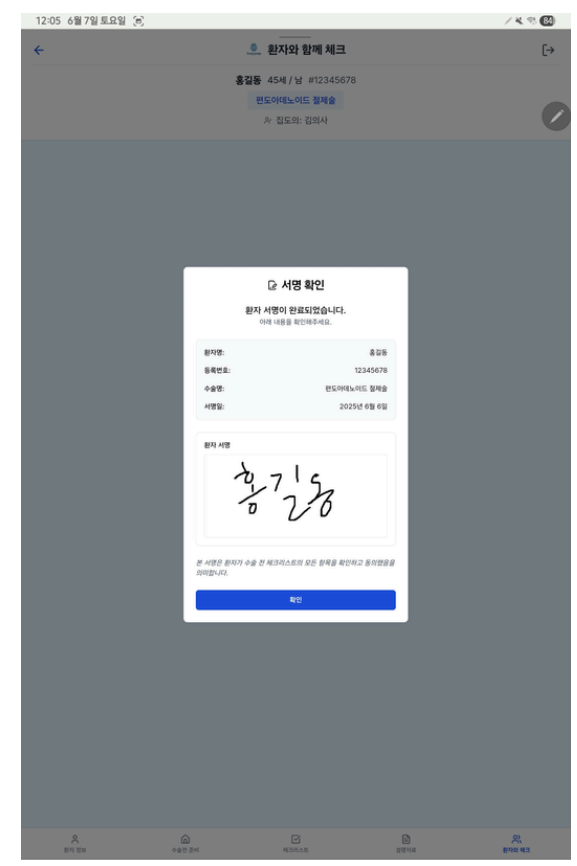 12:05 6월 7일 토요일
84
환자와 함께 체크
홍길동 45세 / 남 #12345678
편도아데노이드 절제술
집도의: 김의사
서명 확인
환자 서명이 완료되었습니다.
아래 내용을 확인해주세요.
환자명: 홍길동
등록번호: 12345678
수술명: 편도아데노이드 절제술
서명일: 2025년 6월 6일
환자 서명
홍길동
본 서명은 환자가 수술 전 체크리스트의 모든 항목을 확인하고 동의했음을
의미합니다.
확인
환자 정보 수술전 준비 체크리스트 설명자료 환자와 체크